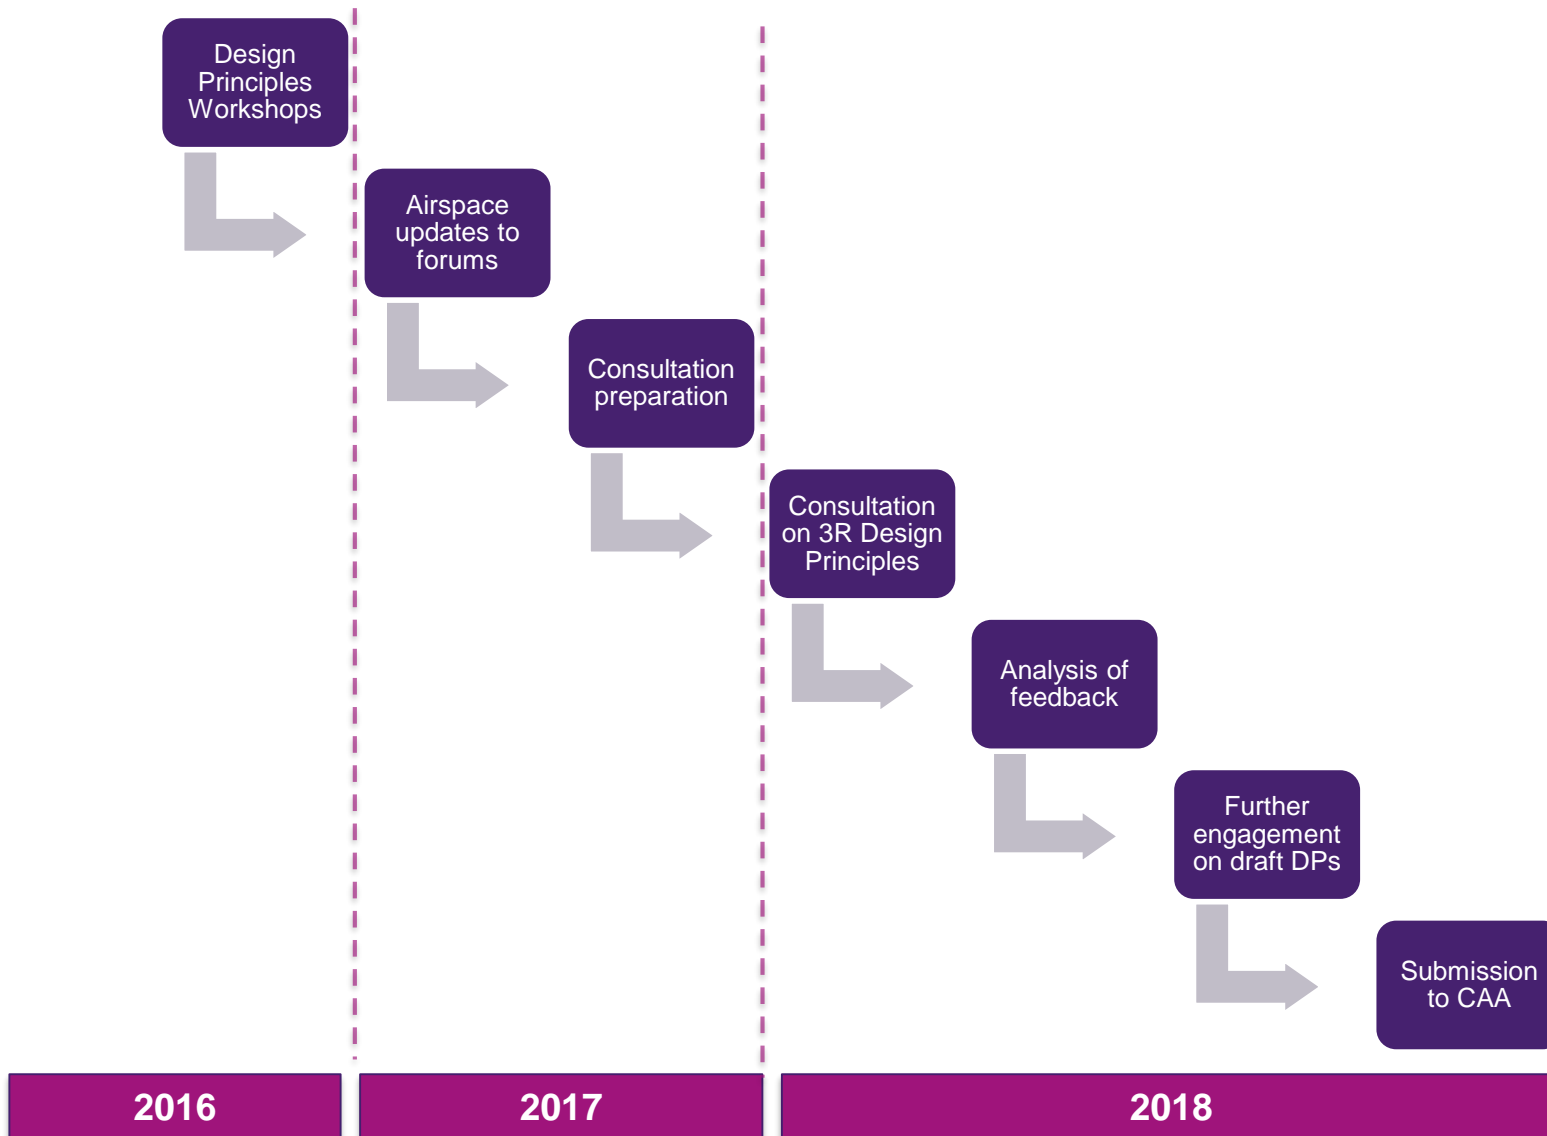 Design
Principles
Workshops
Airspace
updates to
forums
Consultation
preparation
Consultation
on 3R Design
Principles
Analysis of
feedback
Further
engagement
on draft DPs
Submission
to CAA
2016
2017
2018